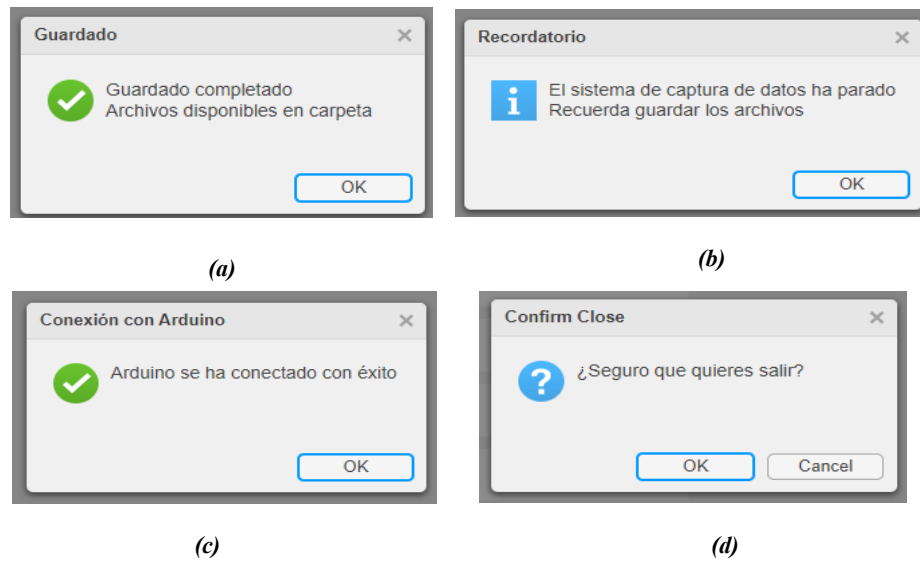 Guardado
Guardado completado
Archivos disponibles en carpeta
OK
(a)
Recordatorio
El sistema de captura de datos ha parado
Recuerda guardar los archivos
OK
(b)
Conexión con Arduino
Arduino se ha conectado con éxito
OK
(c)
Confirm Close
¿Seguro que quieres salir?
OK
Cancel
(d)